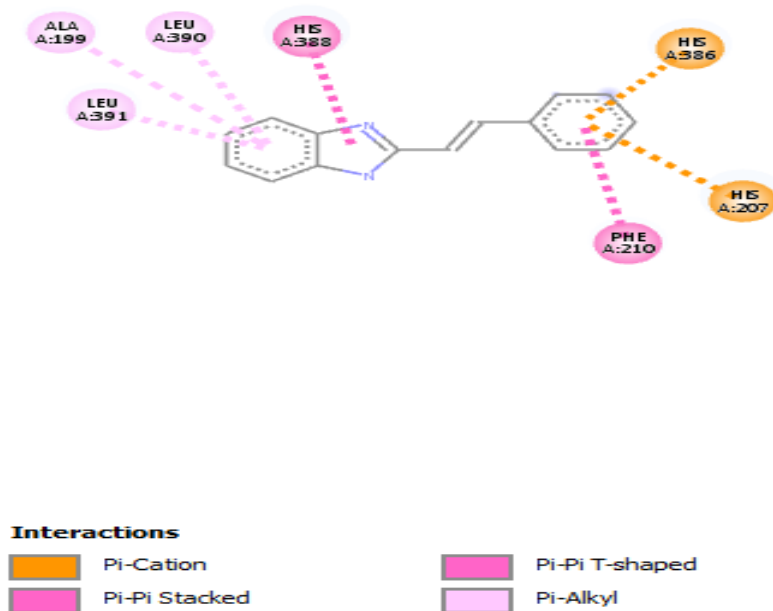 ALA
A:199
LEU
A:390
HIS
A:388
HIS
A:386
LEU
A:391
N
N
HIS
A:207
PHE
A:210
Interactions
Pi-Cation
Pi-Pi T-shaped
Pi-Pi Stacked
Pi-Alkyl